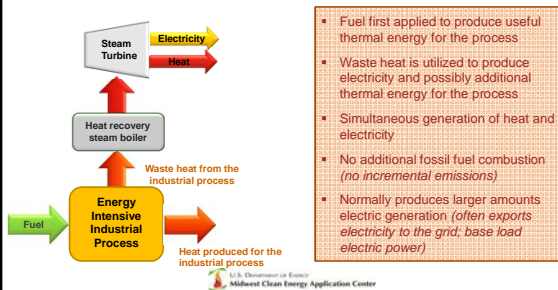 Steam
Turbine
Electricity
Heat
Heat recovery
steam boiler
Waste heat from the
industrial process
Energy
Intensive
Industrial
Process
Fuel
Heat produced for the
industrial process
▪ Fuel first applied to produce useful
thermal energy for the process
▪ Waste heat is utilized to produce
electricity and possibly additional
thermal energy for the process
▪ Simultaneous generation of heat and
electricity
▪ No additional fossil fuel combustion
(no incremental emissions)
▪ Normally produces larger amounts
electric generation (often exports
electricity to the grid; base load
electric power)
U.S. Department of Energy
Midwest Clean Energy Application Center